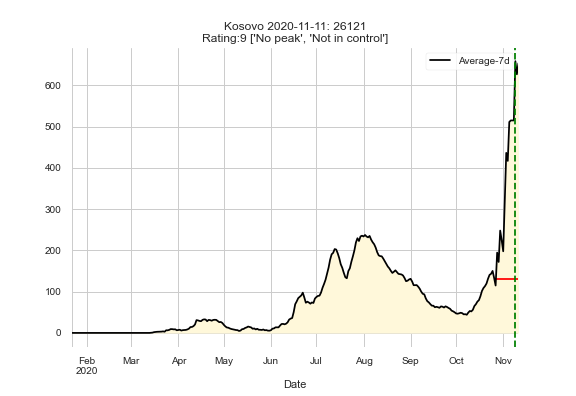 Kosovo 2020-11-11: 26121
Rating:9 ['No peak', 'Not in control']
Average-7d
600
500
400
300
200
100
0
Feb Mar Apr May Jun Jul Aug Sep Oct Nov
2020
Date